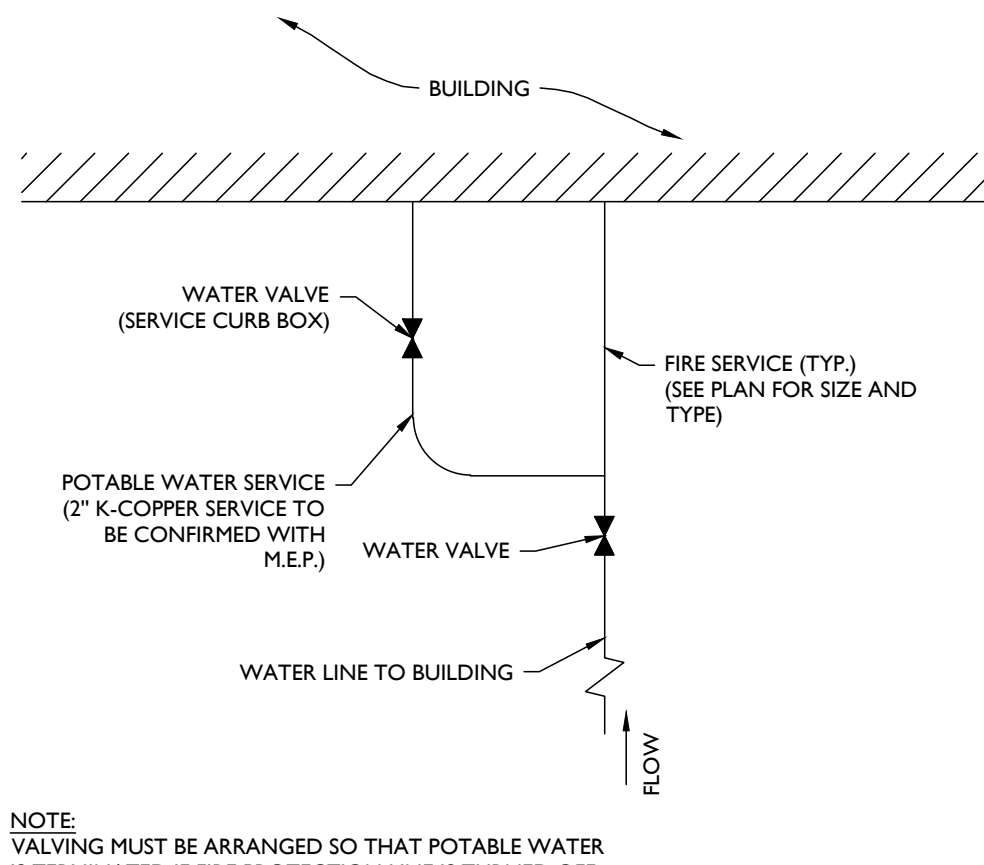 BUILDING
WATER VALVE
(SERVICE CURB BOX)
FIRE SERVICE (TYP.)
(SEE PLAN FOR SIZE AND
TYPE)
POTABLE WATER SERVICE
(2" K-COPPER SERVICE TO
BE CONFIRMED WITH
M.E.P.)
WATER VALVE
WATER LINE TO BUILDING
FLOW
NOTE:
VALVING MUST BE ARRANGED SO THAT POTABLE WATER